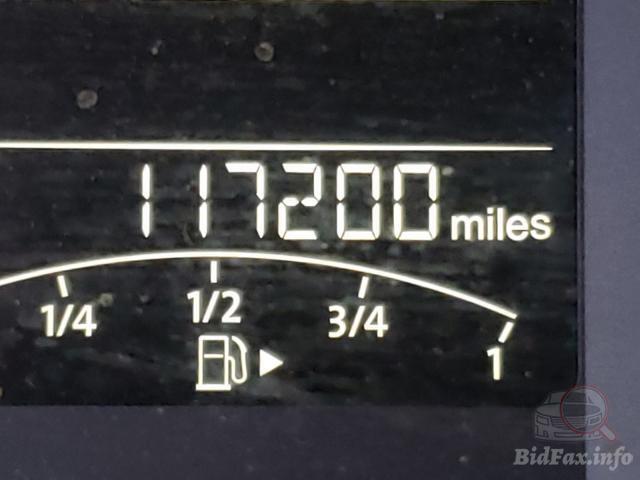 117200 miles
1/4 1/2 3/4 1
BidFax.info